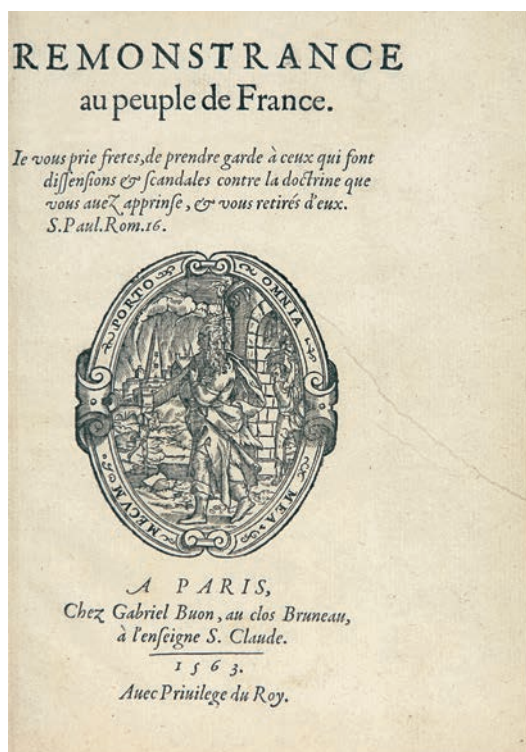 REMONSTRANCE
au peuple de France.
Ie vous prie freres, de prendre garde à ceux qui font
dissensions & scandales contre la doctrine que
vous auez apprinse, & vous retirés d'eux.
S. Paul. Rom. 16.
OMNIA MEA MECVM PORTO
A PARIS,
Chez Gabriel Buon, au clos Bruneau,
à l'enseigne S. Claude.
1563.
Auec Priuilege du Roy.